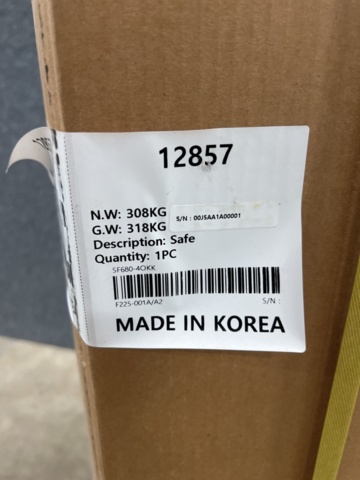 12857
N.W: 308KG
G.W: 318KG
S/N : 00J5AA1A00001
Description: Safe
Quantity: 1PC
SF680-4OKK
F225-001A/A2
S/N :
MADE IN KOREA